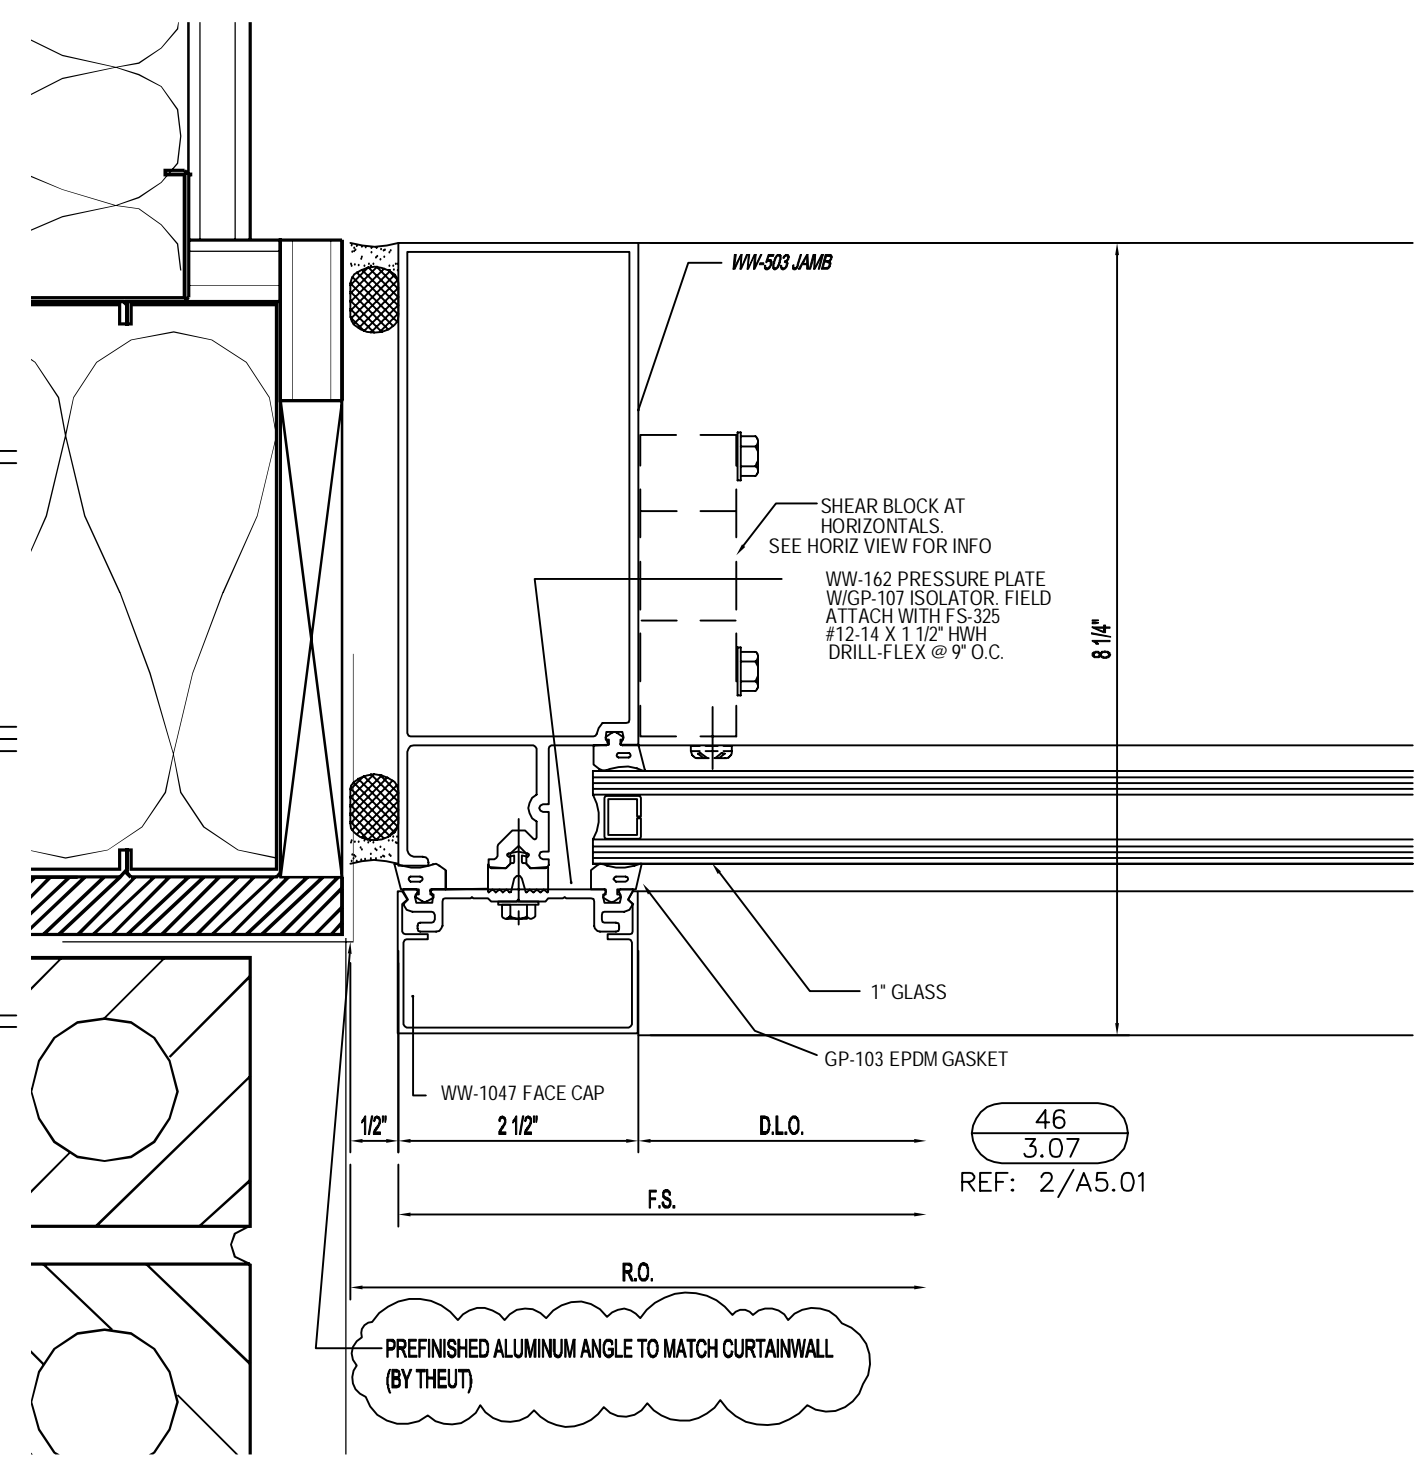 WW-503 JAMB
SHEAR BLOCK AT
HORIZONTALS.
SEE HORIZ VIEW FOR INFO
WW-162 PRESSURE PLATE
W/GP-107 ISOLATOR. FIELD
ATTACH WITH FS-325
#12-14 X 1 1/2" HWH
DRILL-FLEX @ 9" O.C.
8 1/4"
1" GLASS
GP-103 EPDM GASKET
WW-1047 FACE CAP
1/2"
2 1/2"
D.L.O.
46
3.07
REF: 2/A5.01
F.S.
R.O.
PREFINISHED ALUMINUM ANGLE TO MATCH CURTAINWALL
(BY THEUT)